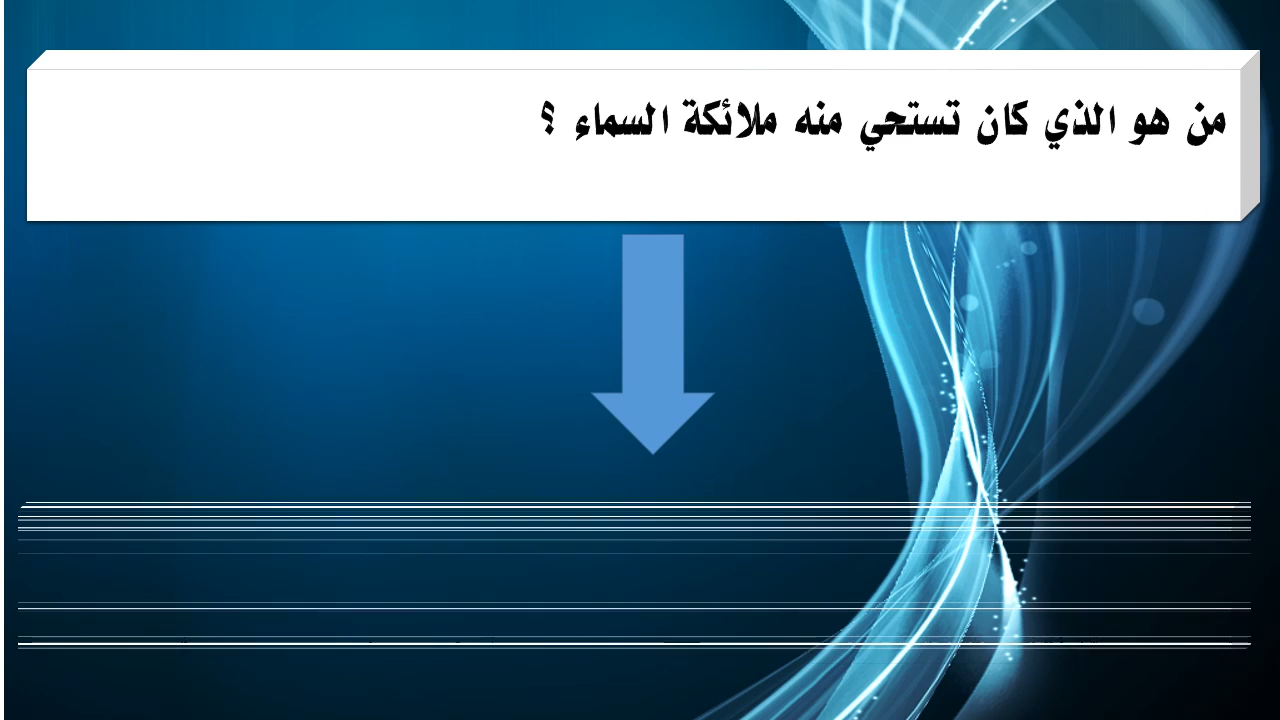 من هو الذي كان تستحي منه ملائكة السماء ؟